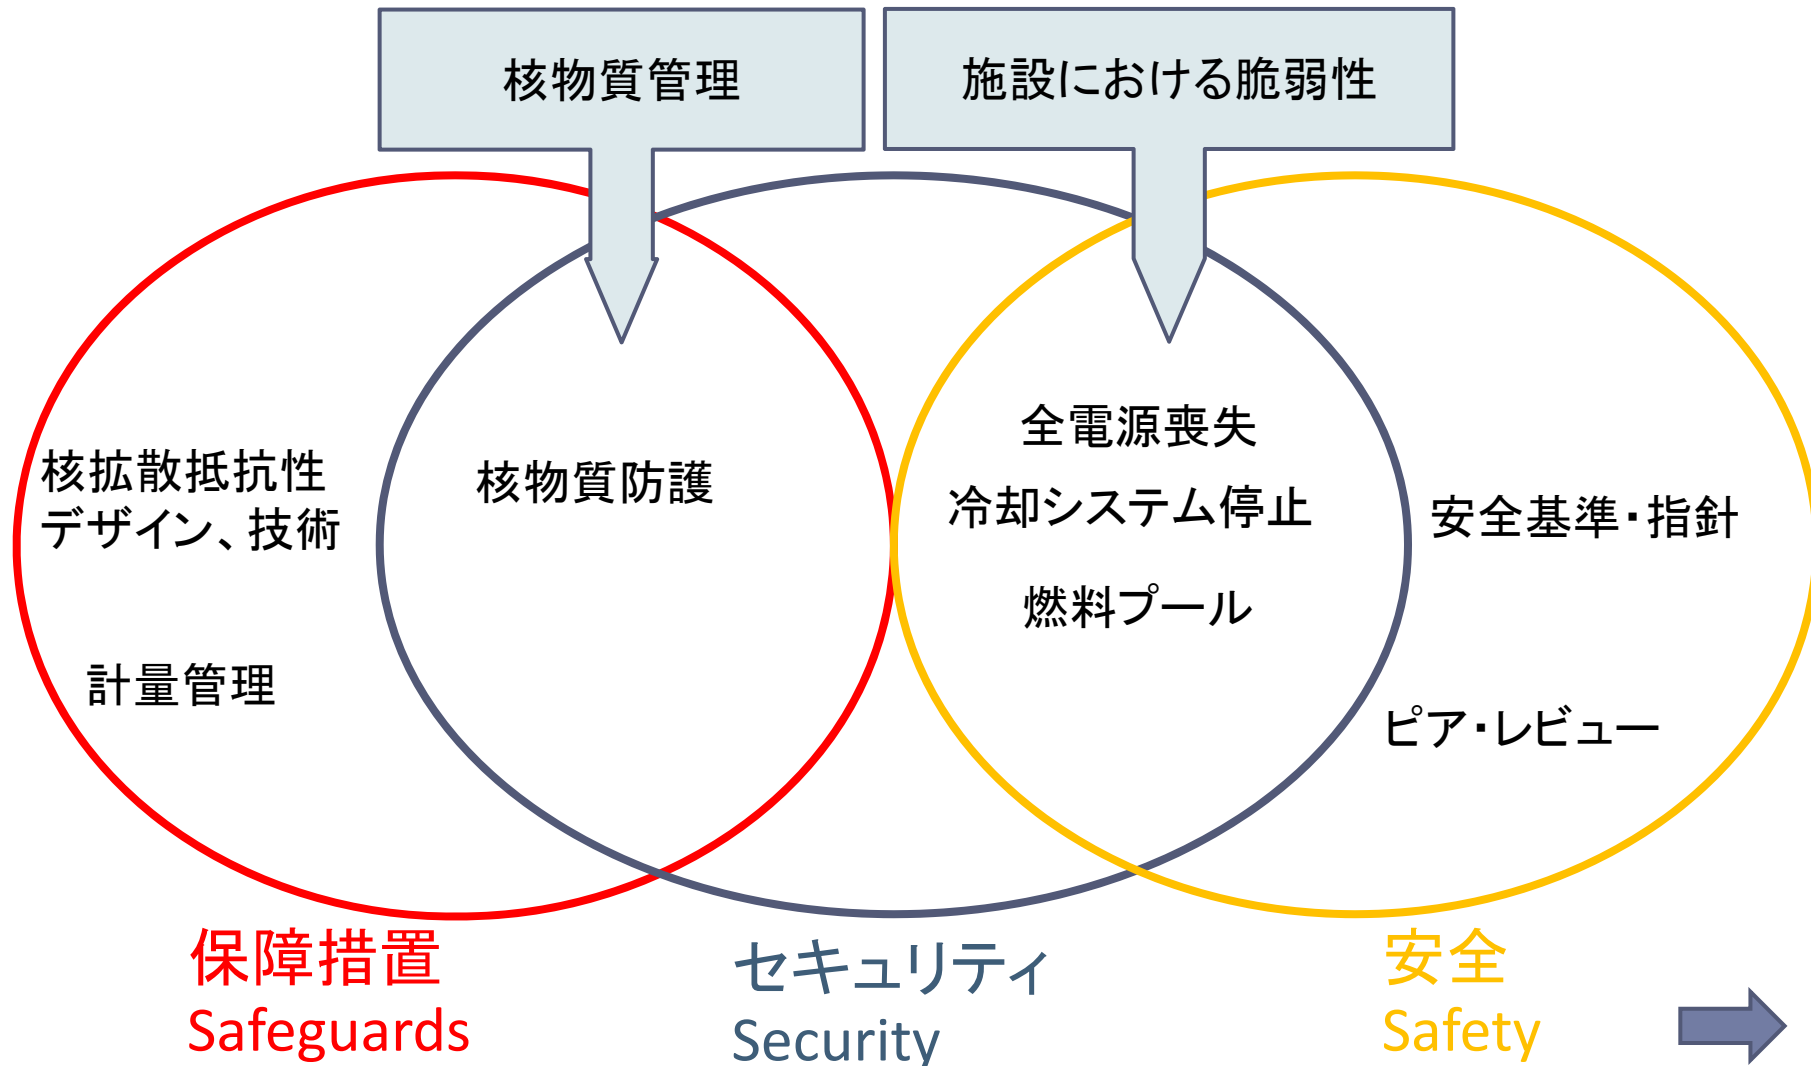 核物質管理
施設における脆弱性
核拡散抵抗性
デザイン、技術
計量管理
核物質防護
全電源喪失
冷却システム停止
燃料プール
安全基準・指針
ピア・レビュー
保障措置
Safeguards
セキュリティ
Security
安全
Safety